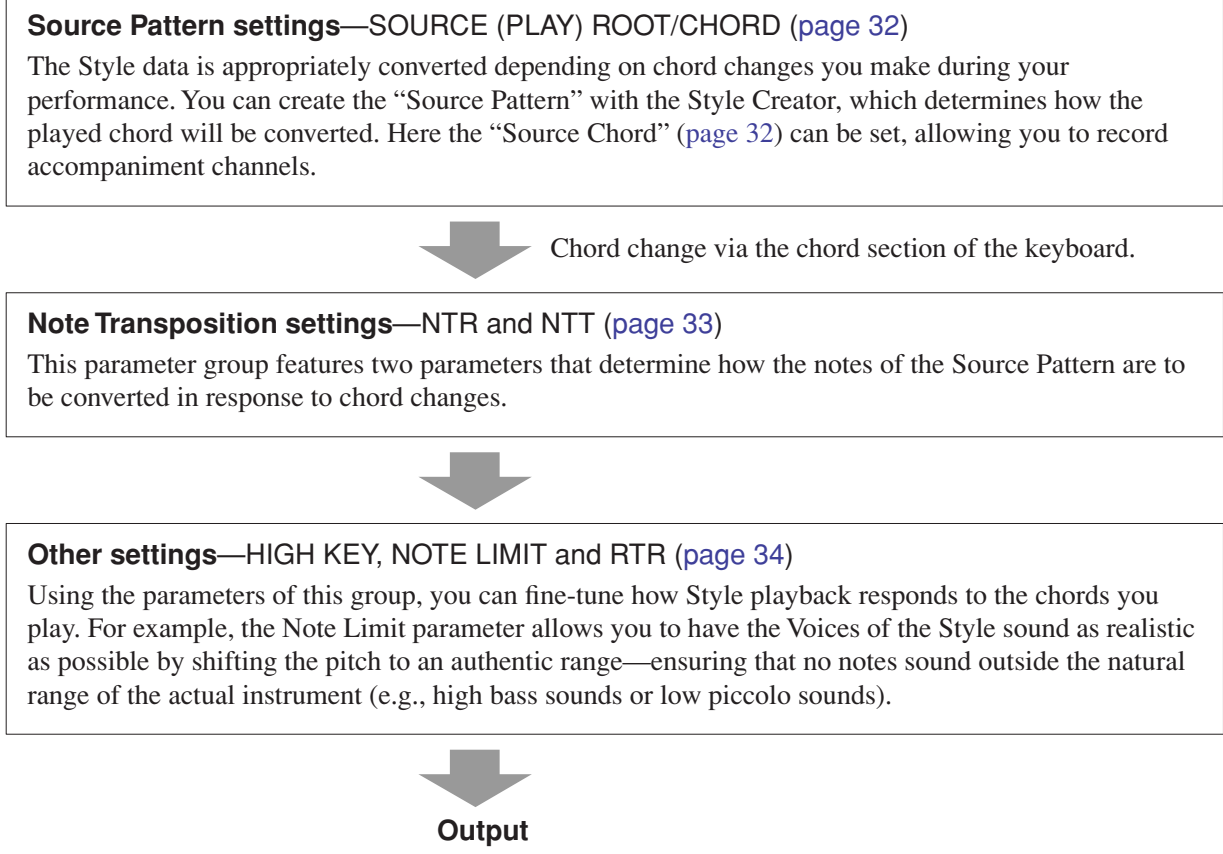 Source Pattern settings—SOURCE (PLAY) ROOT/CHORD (page 32)
The Style data is appropriately converted depending on chord changes you make during your
performance. You can create the “Source Pattern” with the Style Creator, which determines how the
played chord will be converted. Here the “Source Chord” (page 32) can be set, allowing you to record
accompaniment channels.
Chord change via the chord section of the keyboard.
Note Transposition settings—NTR and NTT (page 33)
This parameter group features two parameters that determine how the notes of the Source Pattern are to
be converted in response to chord changes.
Other settings—HIGH KEY, NOTE LIMIT and RTR (page 34)
Using the parameters of this group, you can fine-tune how Style playback responds to the chords you
play. For example, the Note Limit parameter allows you to have the Voices of the Style sound as realistic
as possible by shifting the pitch to an authentic range—ensuring that no notes sound outside the natural
range of the actual instrument (e.g., high bass sounds or low piccolo sounds).
Output